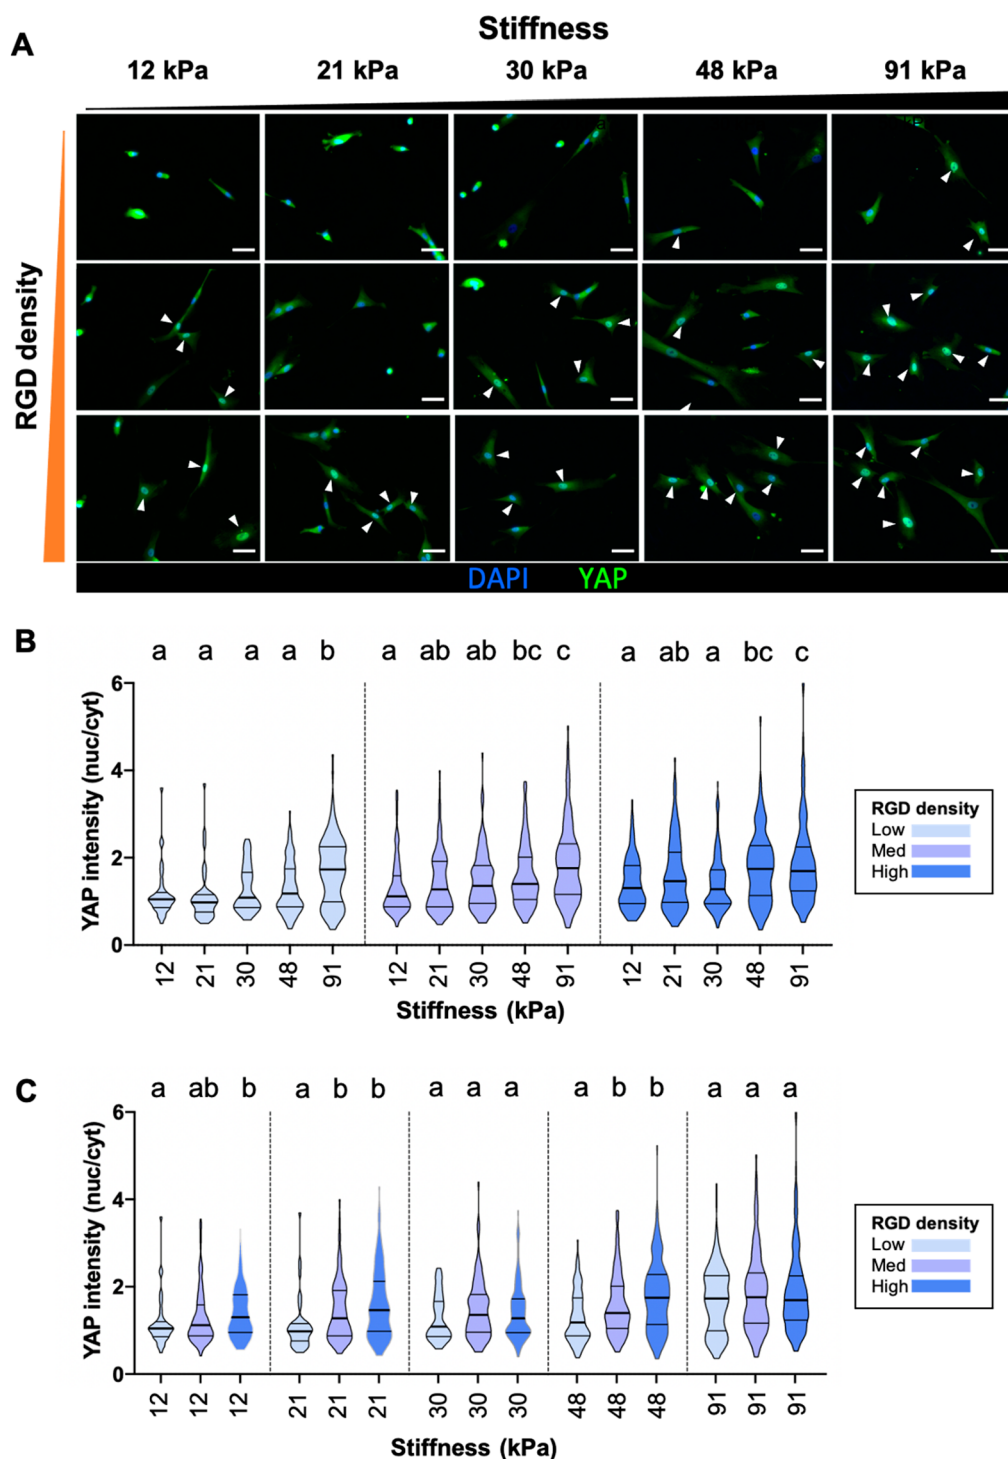 A
Stiffness
12 kPa 21 kPa 30 kPa 48 kPa 91 kPa
RGD density
DAPI YAP
B
a a a a b a ab ab bc c a ab a bc c
YAP intensity (nuc/cyt)
6
4
2
0
12 21 30 48 91 12 21 30 48 91 12 21 30 48 91
Stiffness (kPa)
RGD density
Low
Med
High
C
a ab b a b b a a a a b b a a a
YAP intensity (nuc/cyt)
6
4
2
0
12 12 12 21 21 21 30 30 30 48 48 48 91 91 91
Stiffness (kPa)
RGD density
Low
Med
High